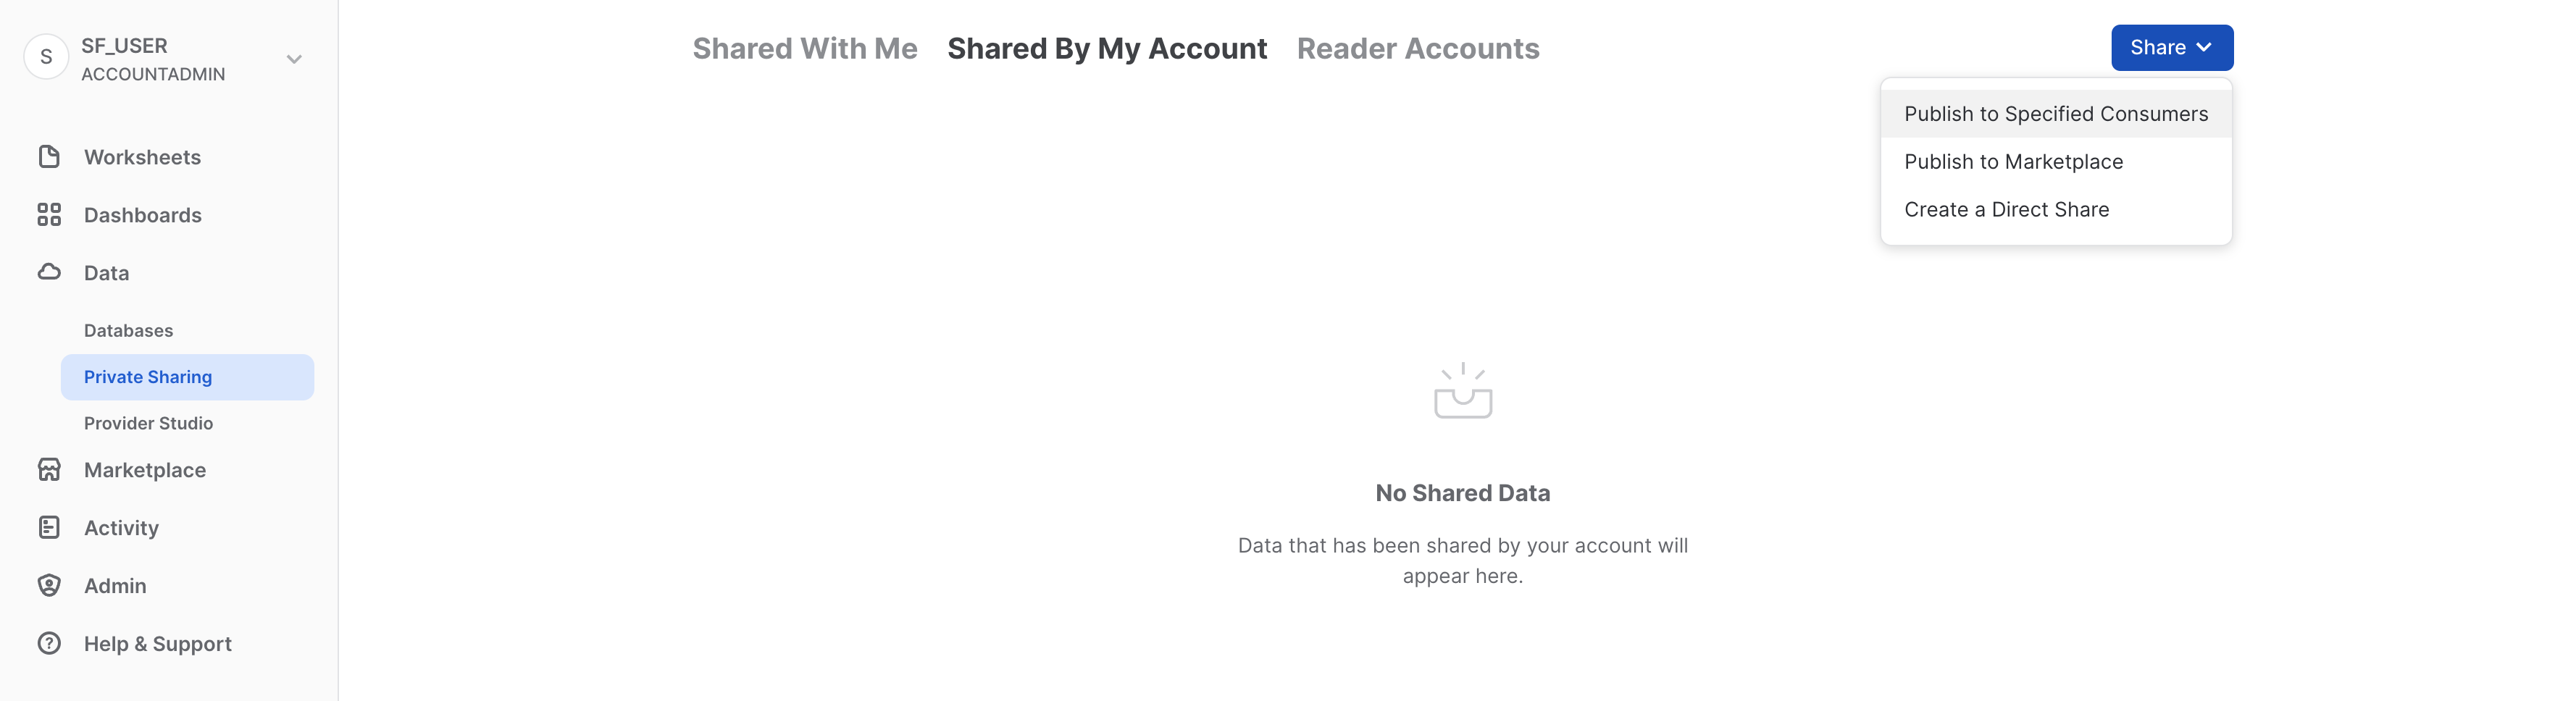 S
SF_USER
ACCOUNTADMIN
Worksheets
Dashboards
Data
Databases
Private Sharing
Provider Studio
Marketplace
Activity
Admin
Help & Support
Shared With Me
Shared By My Account
Reader Accounts
Share
Publish to Specified Consumers
Publish to Marketplace
Create a Direct Share
No Shared Data
Data that has been shared by your account will
appear here.